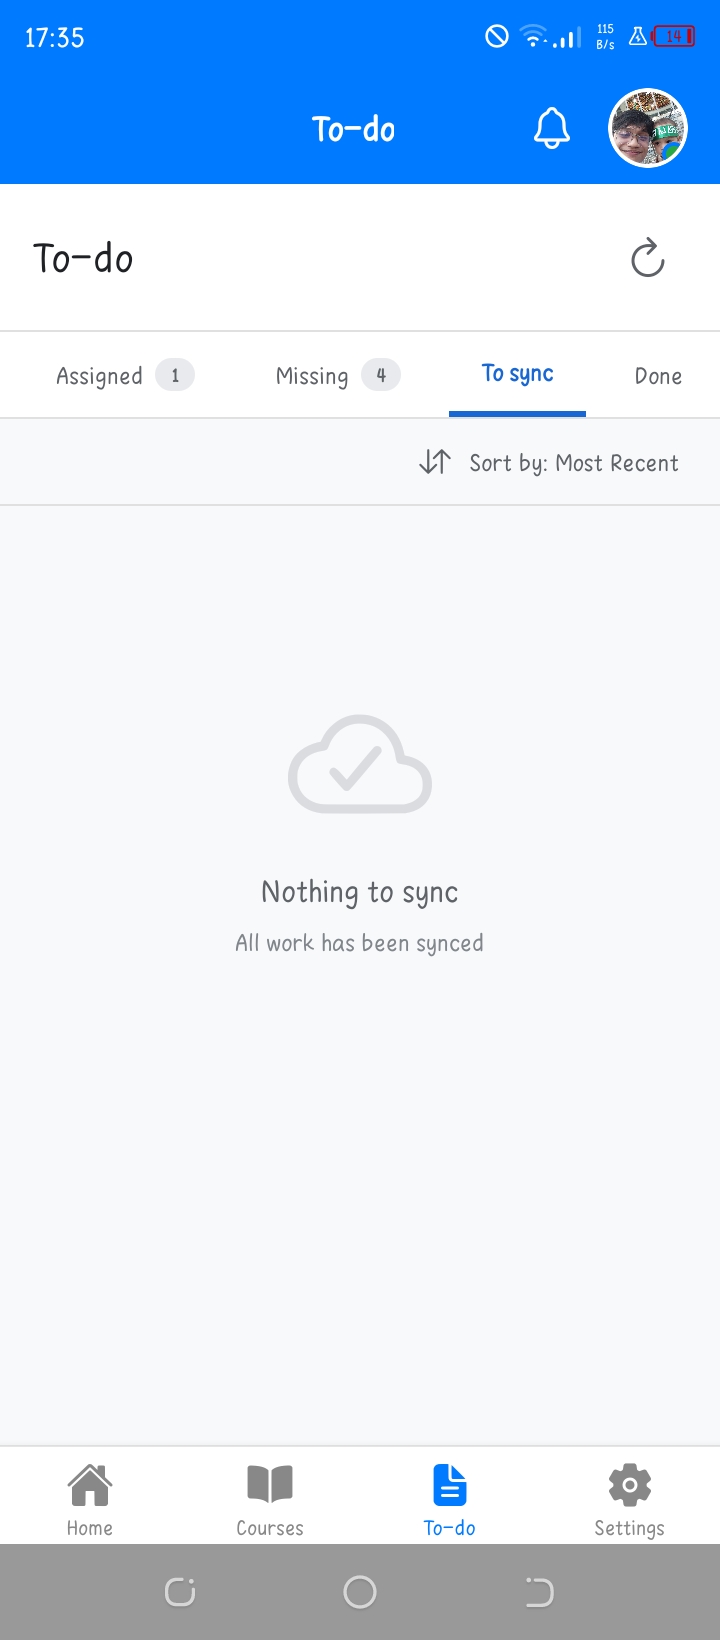 17:35 115 B/s 14
To-do
To-do
Assigned 1 Missing 4 To sync Done
Sort by: Most Recent
Nothing to sync
All work has been synced
Home Courses To-do Settings